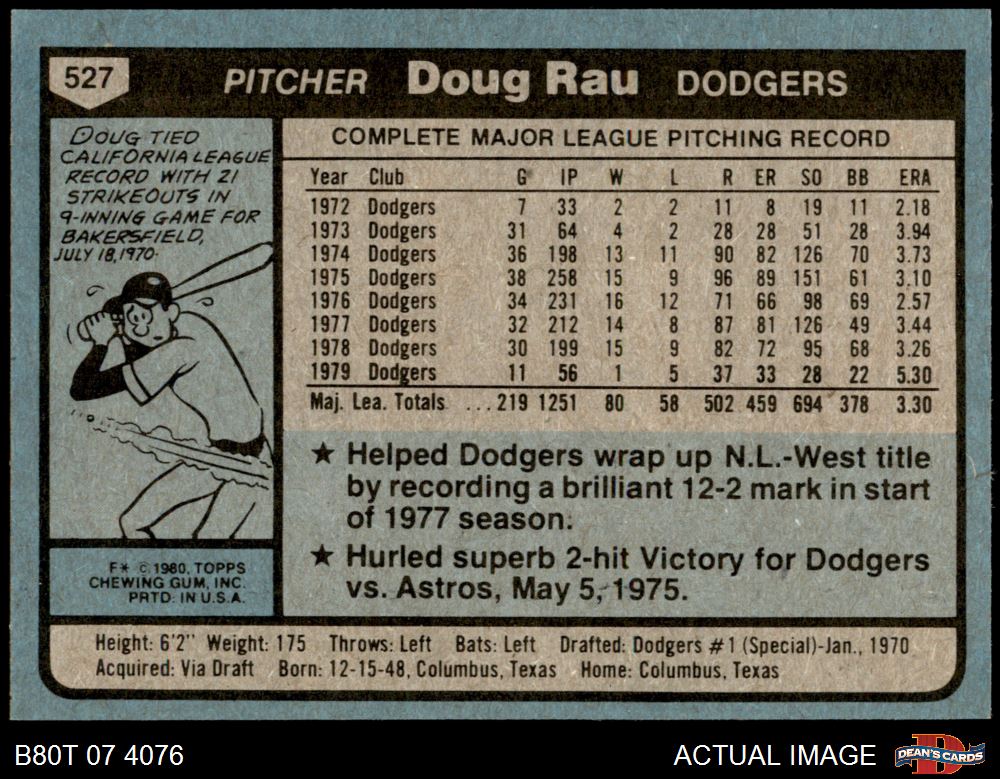 527 PITCHER Doug Rau DODGERS
DOUG TIED
CALIFORNIA LEAGUE
RECORD WITH 21
STRIKEOUTS IN
9-INNING GAME FOR
BAKERSFIELD,
JULY 18, 1970.
COMPLETE MAJOR LEAGUE PITCHING RECORD
Year Club G IP W L R ER SO BB ERA
1972 Dodgers 7 33 2 2 11 8 19 11 2.18
1973 Dodgers 31 64 4 2 28 28 51 28 3.94
1974 Dodgers 36 198 13 11 90 82 126 70 3.73
1975 Dodgers 38 258 15 9 96 89 151 61 3.10
1976 Dodgers 34 231 16 12 71 66 98 69 2.57
1977 Dodgers 32 212 14 8 87 81 126 49 3.44
1978 Dodgers 30 199 15 9 82 72 95 68 3.26
1979 Dodgers 11 56 1 5 37 33 28 22 5.30
Maj. Lea. Totals ...219 1251 80 58 502 459 694 378 3.30
★ Helped Dodgers wrap up N.L.-West title
by recording a brilliant 12-2 mark in start
of 1977 season.
★ Hurled superb 2-hit Victory for Dodgers
vs. Astros, May 5, 1975.
F* © 1980, TOPPS
CHEWING GUM, INC.
PRTD. IN U.S.A.
Height: 6'2" Weight: 175 Throws: Left Bats: Left Drafted: Dodgers #1 (Special)-Jan., 1970
Acquired: Via Draft Born: 12-15-48, Columbus, Texas Home: Columbus, Texas
B80T 07 4076 ACTUAL IMAGE DEAN'S CARDS